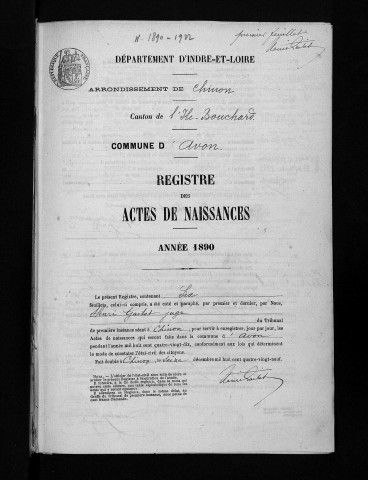 N. 1890-1902
premier feuillet
DÉPARTEMENT D'INDRE-ET-LOIRE
ARRONDISSEMENT DE Chinon
Canton de l'Ile-Bouchard
COMMUNE D'Avon.
REGISTRE
DES
ACTES DE NAISSANCES
ANNÉE 1890
Le présent Registre, contenant Six
feuillets, celui-ci compris, a été coté et paraphé, par premier et dernier, par Nous,
Henri juge
du Tribunal
de première instance séant à Chinon, pour servir à enregistrer, jour par jour, les
Actes de naissances qui seront faits dans la commune d'Avon
pendant l'année mil huit cent quatre-vingt-dix, conformément aux lois qui déterminent
le mode de constater l'état-civil des citoyens.
Fait double à Chinon, le décembre mil huit cent quatre-vingt-neuf.